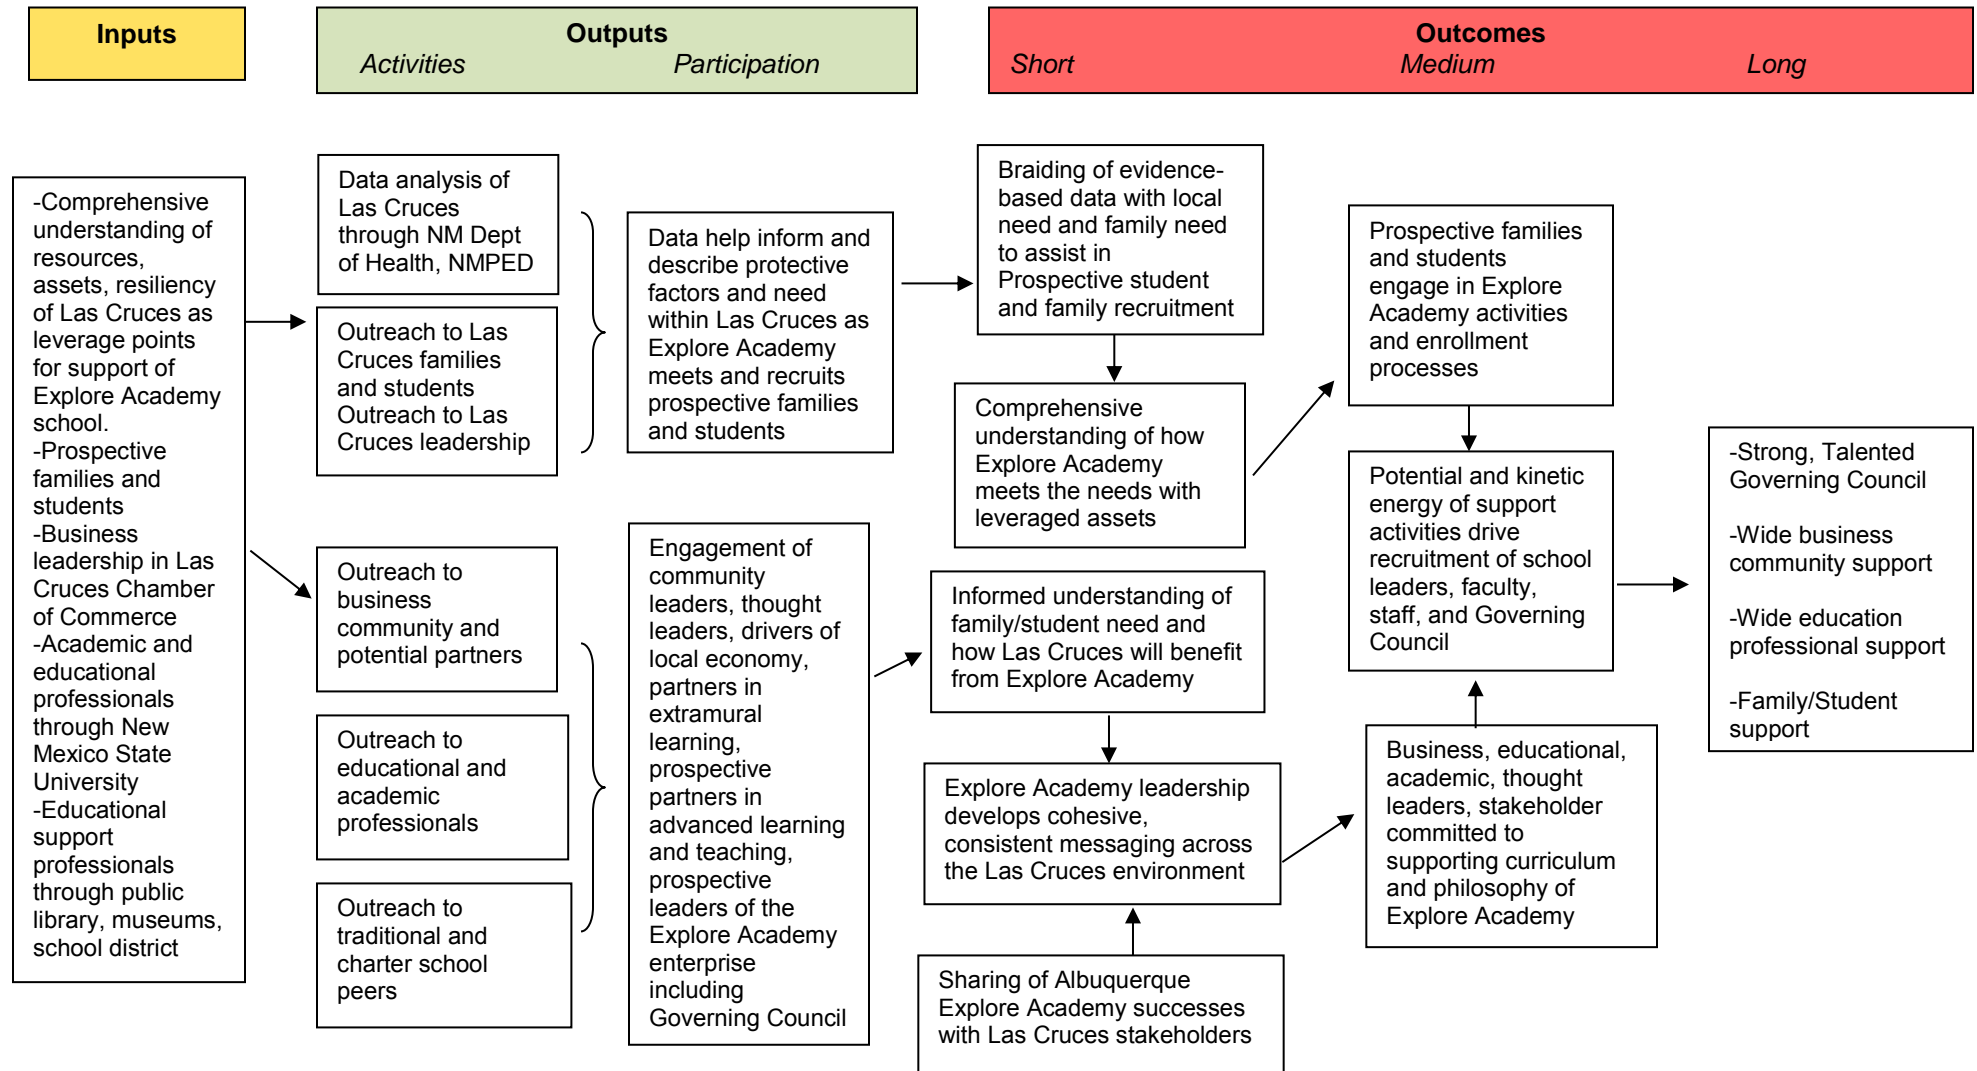 Inputs
Outputs
Activities
Participation
Outcomes
Short
Medium
Long
-Comprehensive
understanding of
resources,
assets, resiliency
of Las Cruces as
leverage points
for support of
Explore Academy
school.
-Prospective
families and
students
-Business
leadership in Las
Cruces Chamber
of Commerce
-Academic and
educational
professionals
through New
Mexico State
University
-Educational
support
professionals
through public
library, museums,
school district
Data analysis of
Las Cruces
through NM Dept
of Health, NMPED
Outreach to Las
Cruces families
and students
Outreach to Las
Cruces leadership
Outreach to
business
community and
potential partners
Outreach to
educational and
academic
professionals
Outreach to
traditional and
charter school
peers
Data help inform and
describe protective
factors and need
within Las Cruces as
Explore Academy
meets and recruits
prospective families
and students
Engagement of
community
leaders, thought
leaders, drivers of
local economy,
partners in
extramural
learning,
prospective
partners in
advanced learning
and teaching,
prospective
leaders of the
Explore Academy
enterprise
including
Governing Council
Braiding of evidence-
based data with local
need and family need
to assist in
Prospective student
and family recruitment
Comprehensive
understanding of how
Explore Academy
meets the needs with
leveraged assets
Informed understanding of
family/student need and
how Las Cruces will benefit
from Explore Academy
Explore Academy leadership
develops cohesive,
consistent messaging across
the Las Cruces environment
Sharing of Albuquerque
Explore Academy successes
with Las Cruces stakeholders
Prospective families
and students
engage in Explore
Academy activities
and enrollment
processes
Potential and kinetic
energy of support
activities drive
recruitment of school
leaders, faculty,
staff, and Governing
Council
Business, educational,
academic, thought
leaders, stakeholder
committed to
supporting curriculum
and philosophy of
Explore Academy
-Strong, Talented
Governing Council
-Wide business
community support
-Wide education
professional support
-Family/Student
support